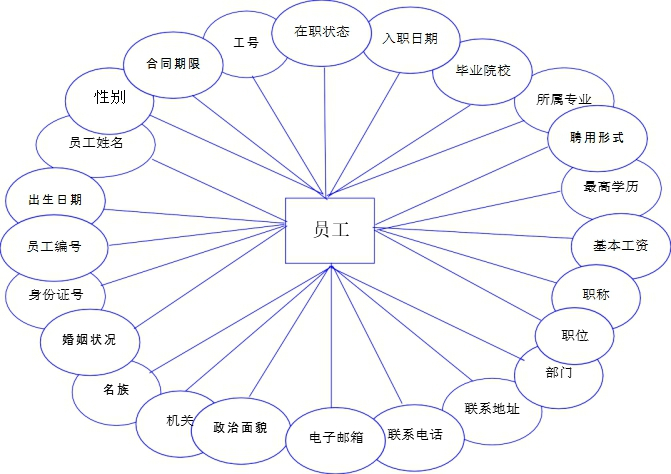 在职状态
入职日期
工号
合同期限
毕业院校
性别
所属专业
聘用形式
员工姓名
最高学历
出生日期
员工
员工编号
基本工资
身份证号
职称
婚姻状况
职位
部门
名族
联系地址
机关
政治面貌
电子邮箱
联系电话